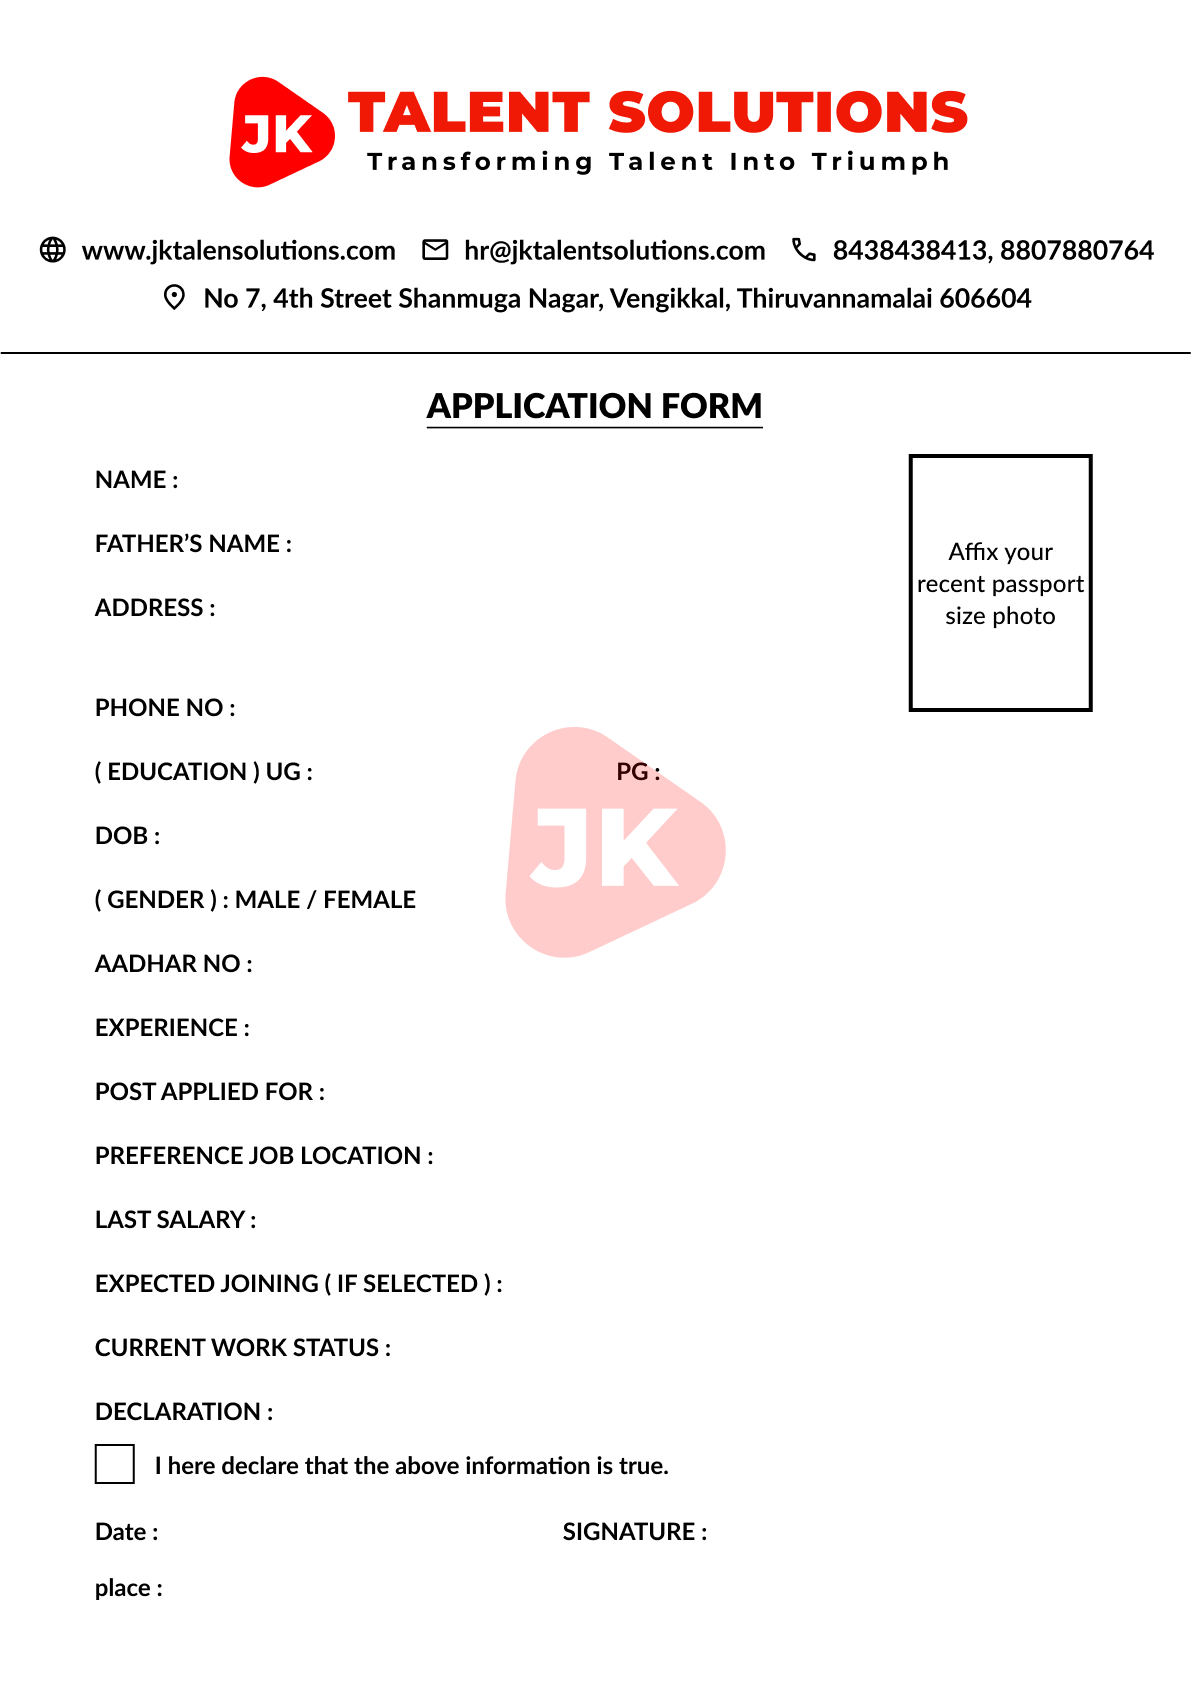 JK TALENT SOLUTIONS
Transforming Talent Into Triumph
www.jktalensolutions.com hr@jktalentsolutions.com 8438438413, 8807880764
No 7, 4th Street Shanmuga Nagar, Vengikkal, Thiruvannamalai 606604
APPLICATION FORM
NAME :
FATHER’S NAME :
ADDRESS :
Affix your
recent passport
size photo
PHONE NO :
( EDUCATION ) UG : PG :
DOB :
JK
( GENDER ) : MALE / FEMALE
AADHAR NO :
EXPERIENCE :
POST APPLIED FOR :
PREFERENCE JOB LOCATION :
LAST SALARY :
EXPECTED JOINING ( IF SELECTED ) :
CURRENT WORK STATUS :
DECLARATION :
I here declare that the above information is true.
Date : SIGNATURE :
place :